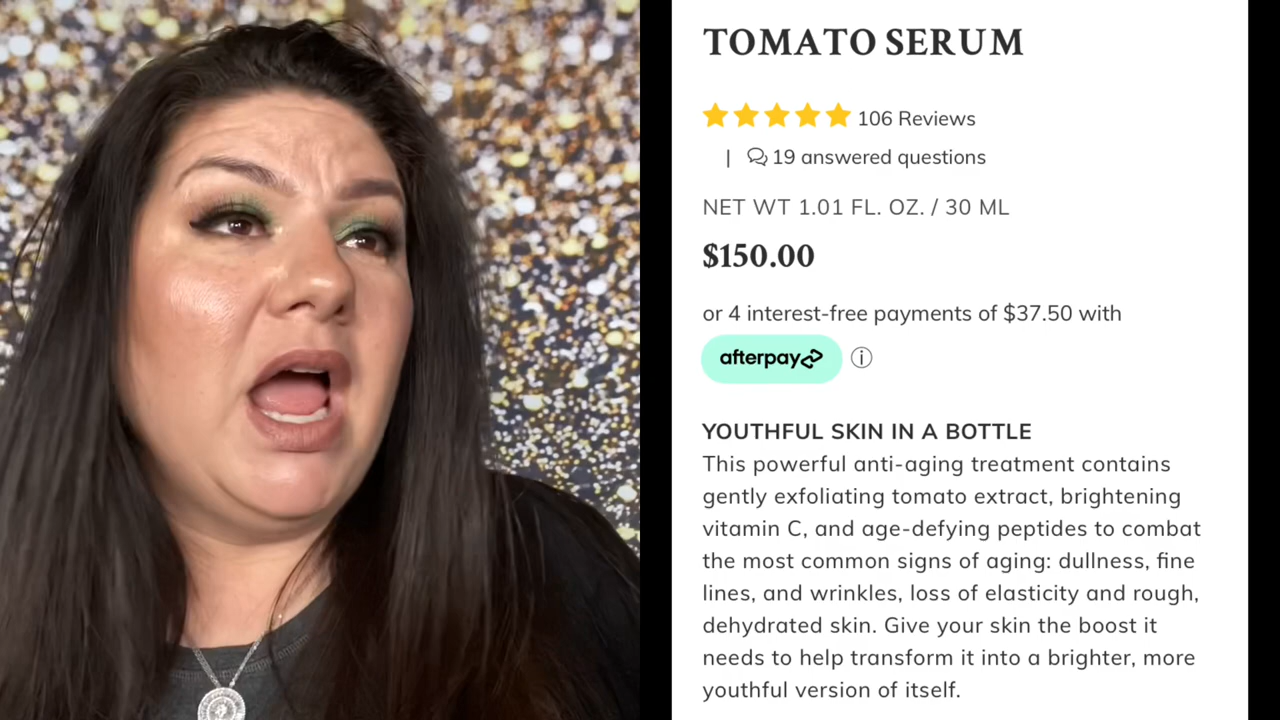 TOMATO SERUM
106 Reviews
| 19 answered questions
NET WT 1.01 FL. OZ. / 30 ML
$150.00
or 4 interest-free payments of $37.50 with
afterpay
YOUTHFUL SKIN IN A BOTTLE
This powerful anti-aging treatment contains
gently exfoliating tomato extract, brightening
vitamin C, and age-defying peptides to combat
the most common signs of aging: dullness, fine
lines, and wrinkles, loss of elasticity and rough,
dehydrated skin. Give your skin the boost it
needs to help transform it into a brighter, more
youthful version of itself.